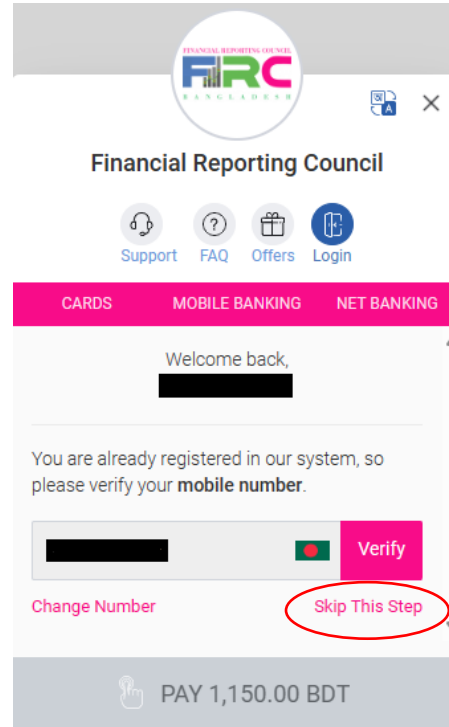 FINANCIAL REPORTING COUNCIL
FRC
BANGLADESH
অ A
Financial Reporting Council
Support FAQ Offers Login
CARDS MOBILE BANKING NET BANKING
Welcome back,
You are already registered in our system, so
please verify your mobile number.
Verify
Change Number Skip This Step
PAY 1,150.00 BDT